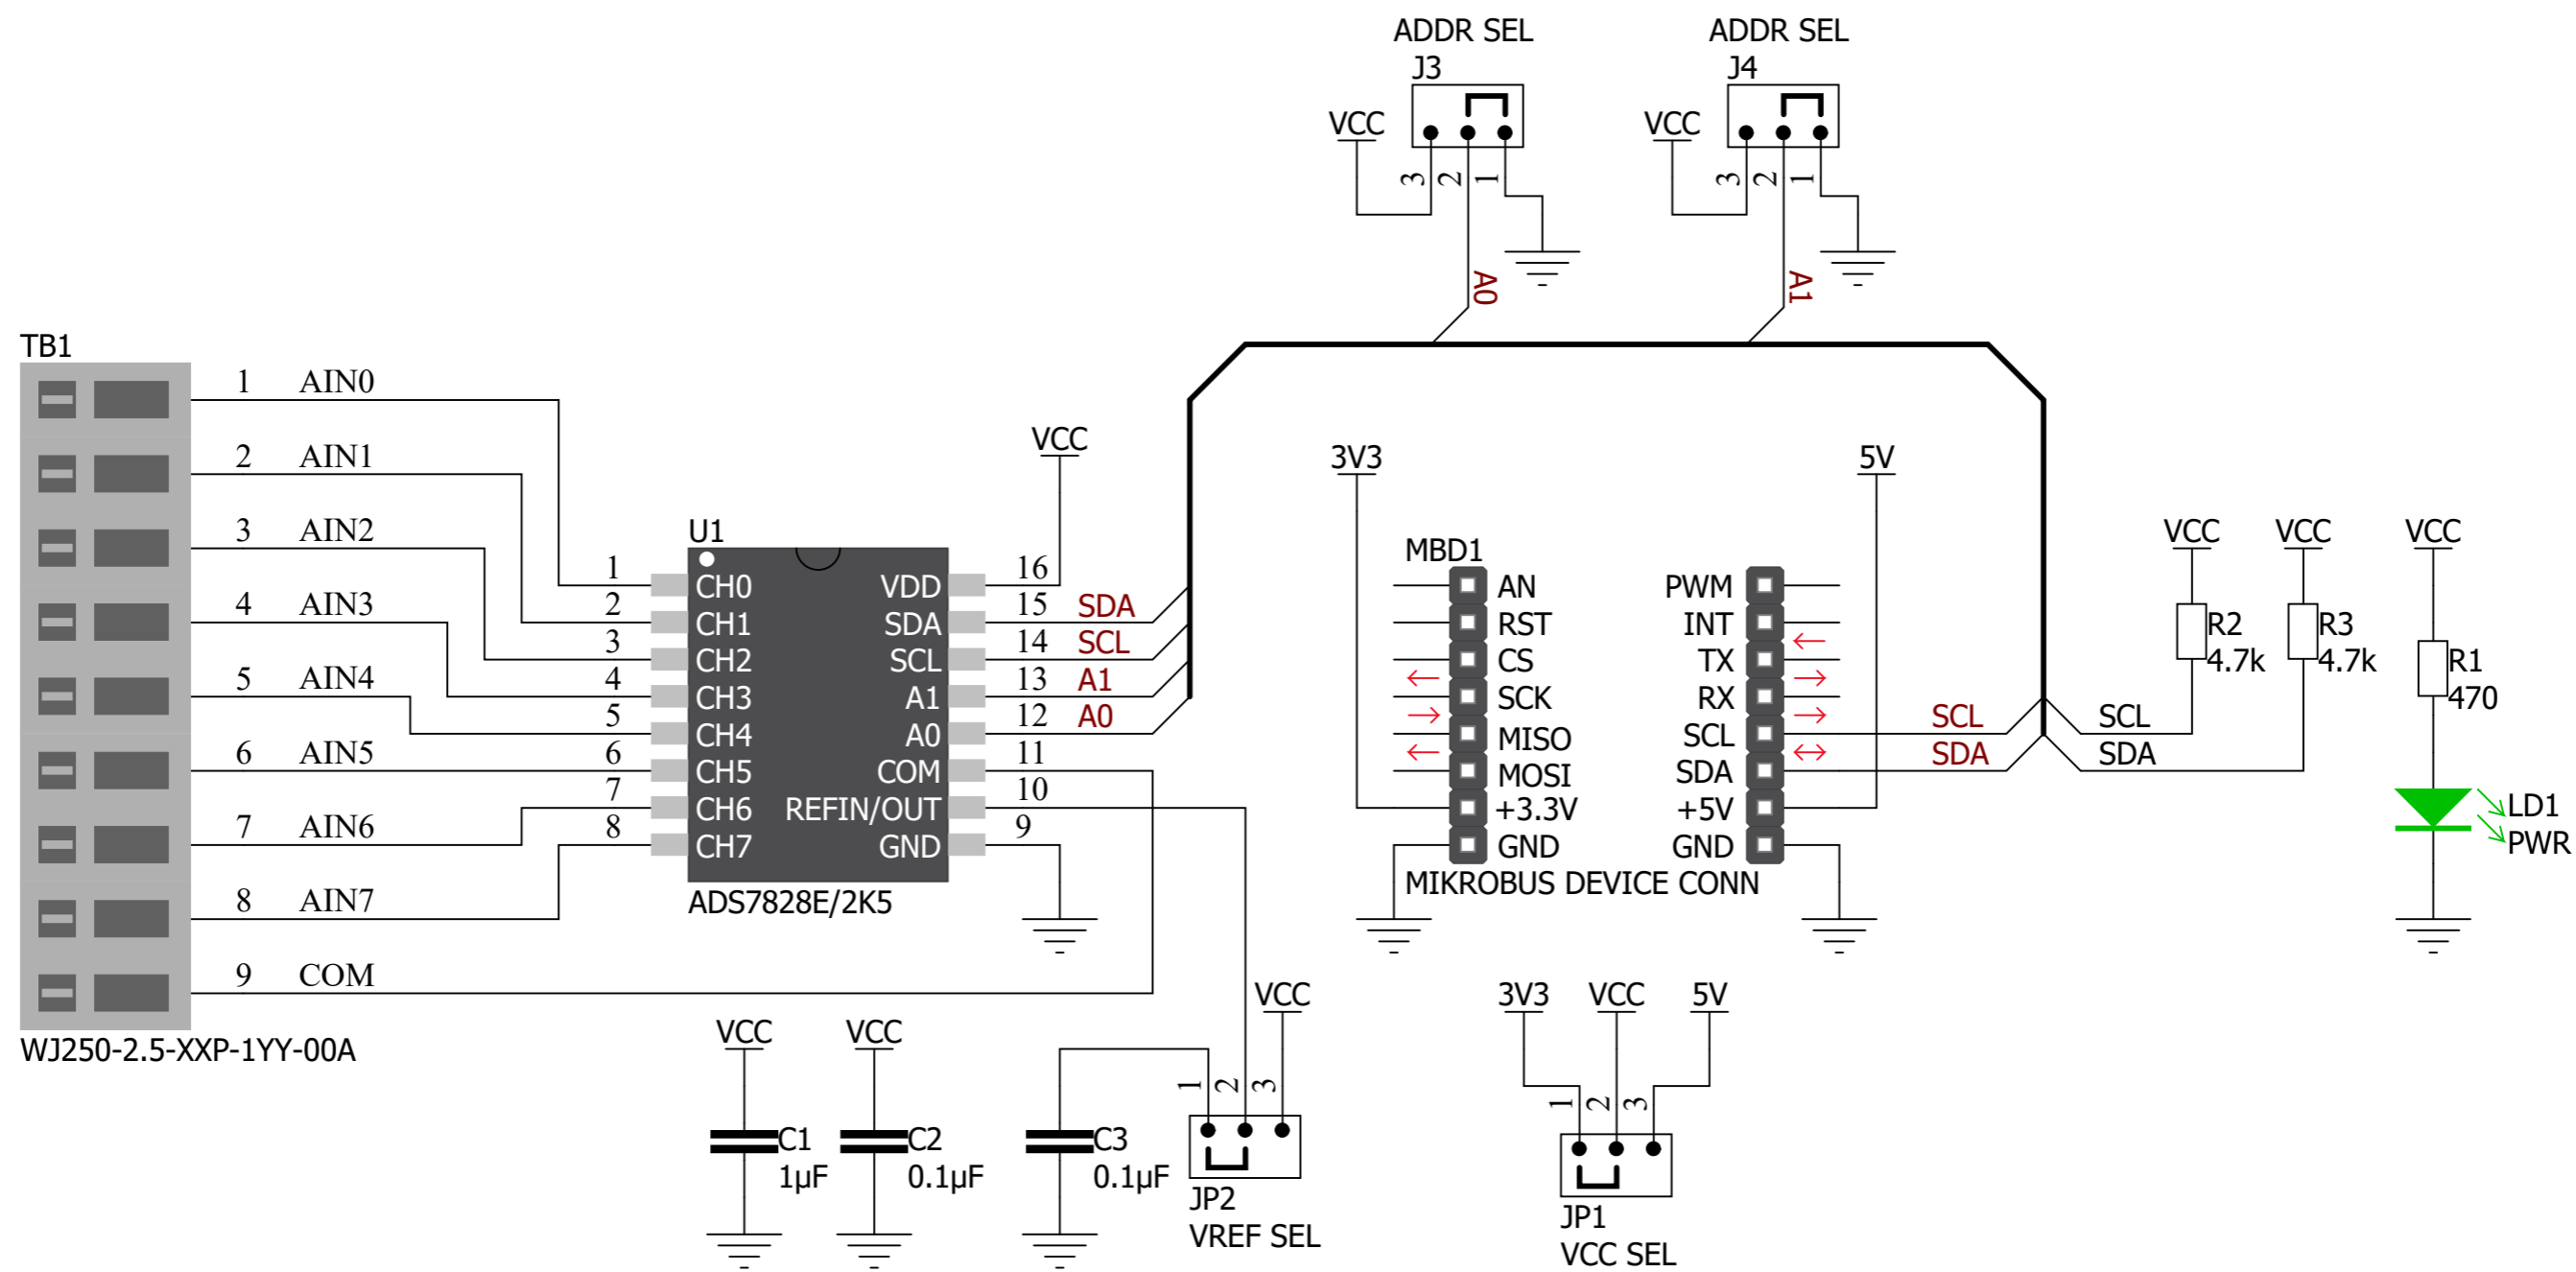 ADDR SEL
J3
VCC
3
2
1
A0
ADDR SEL
J4
VCC
3
2
1
A1
TB1
1 AIN0
2 AIN1
3 AIN2
4 AIN3
5 AIN4
6 AIN5
7 AIN6
8 AIN7
9 COM
WJ250-2.5-XXP-1YY-00A
U1
1 CH0
2 CH1
3 CH2
4 CH3
5 CH4
6 CH5
7 CH6
8 CH7
VCC
VDD 16
SDA 15 SDA
SCL 14 SCL
A1 13 A1
A0 12 A0
COM 11
REFIN/OUT 10
GND 9
ADS7828E/2K5
3V3
5V
MBD1
AN
RST
CS
SCK
MISO
MOSI
+3.3V
GND
PWM
INT
TX
RX
SCL
SDA
+5V
GND
MIKROBUS DEVICE CONN
SCL
SDA
SCL
SDA
VCC
R2
4.7k
VCC
R3
4.7k
VCC
R1
470
LD1
PWR
VCC
C1
1µF
VCC
C2
0.1µF
C3
0.1µF
VCC
1
2
3
JP2
VREF SEL
3V3
VCC
5V
1
2
3
JP1
VCC SEL